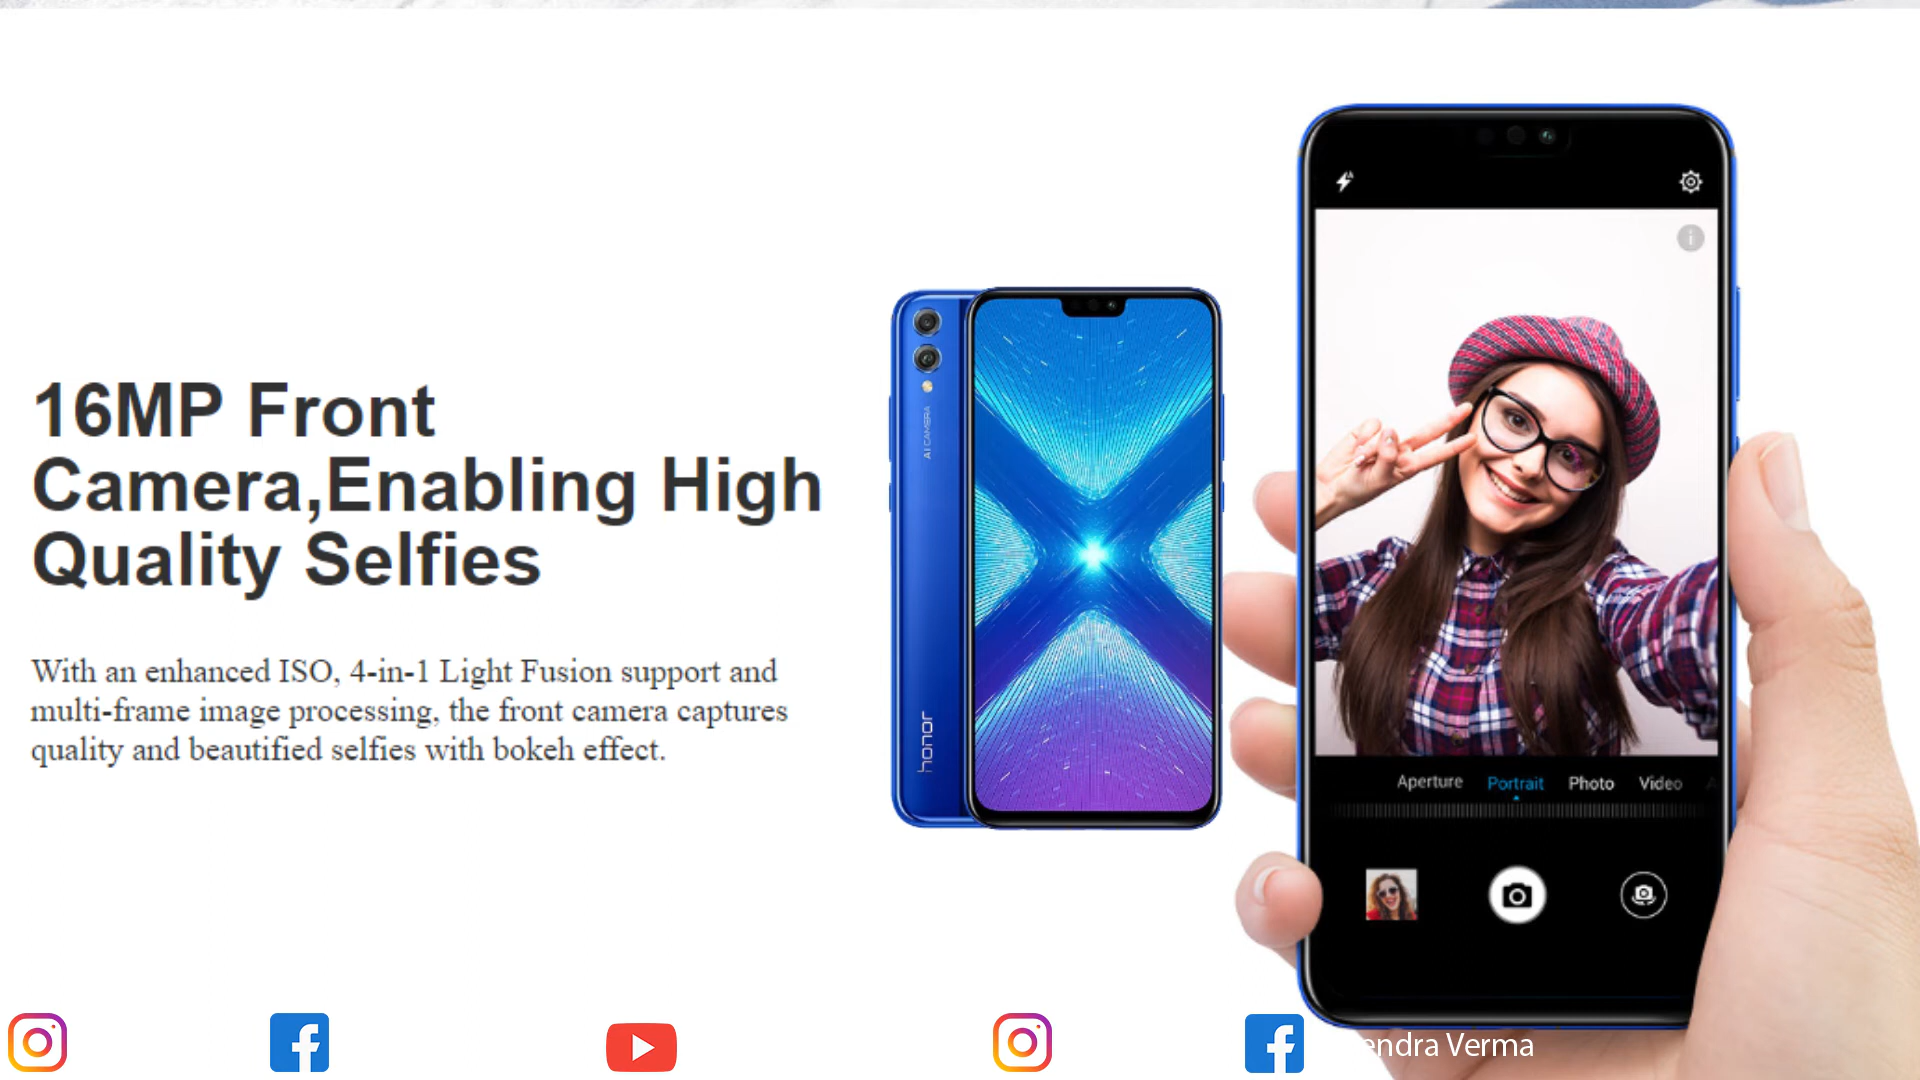 16MP Front
Camera,Enabling High
Quality Selfies
With an enhanced ISO, 4-in-1 Light Fusion support and
multi-frame image processing, the front camera captures
quality and beautified selfies with bokeh effect.
AI CAMERA
honor
Aperture Portrait Photo Video
Verma